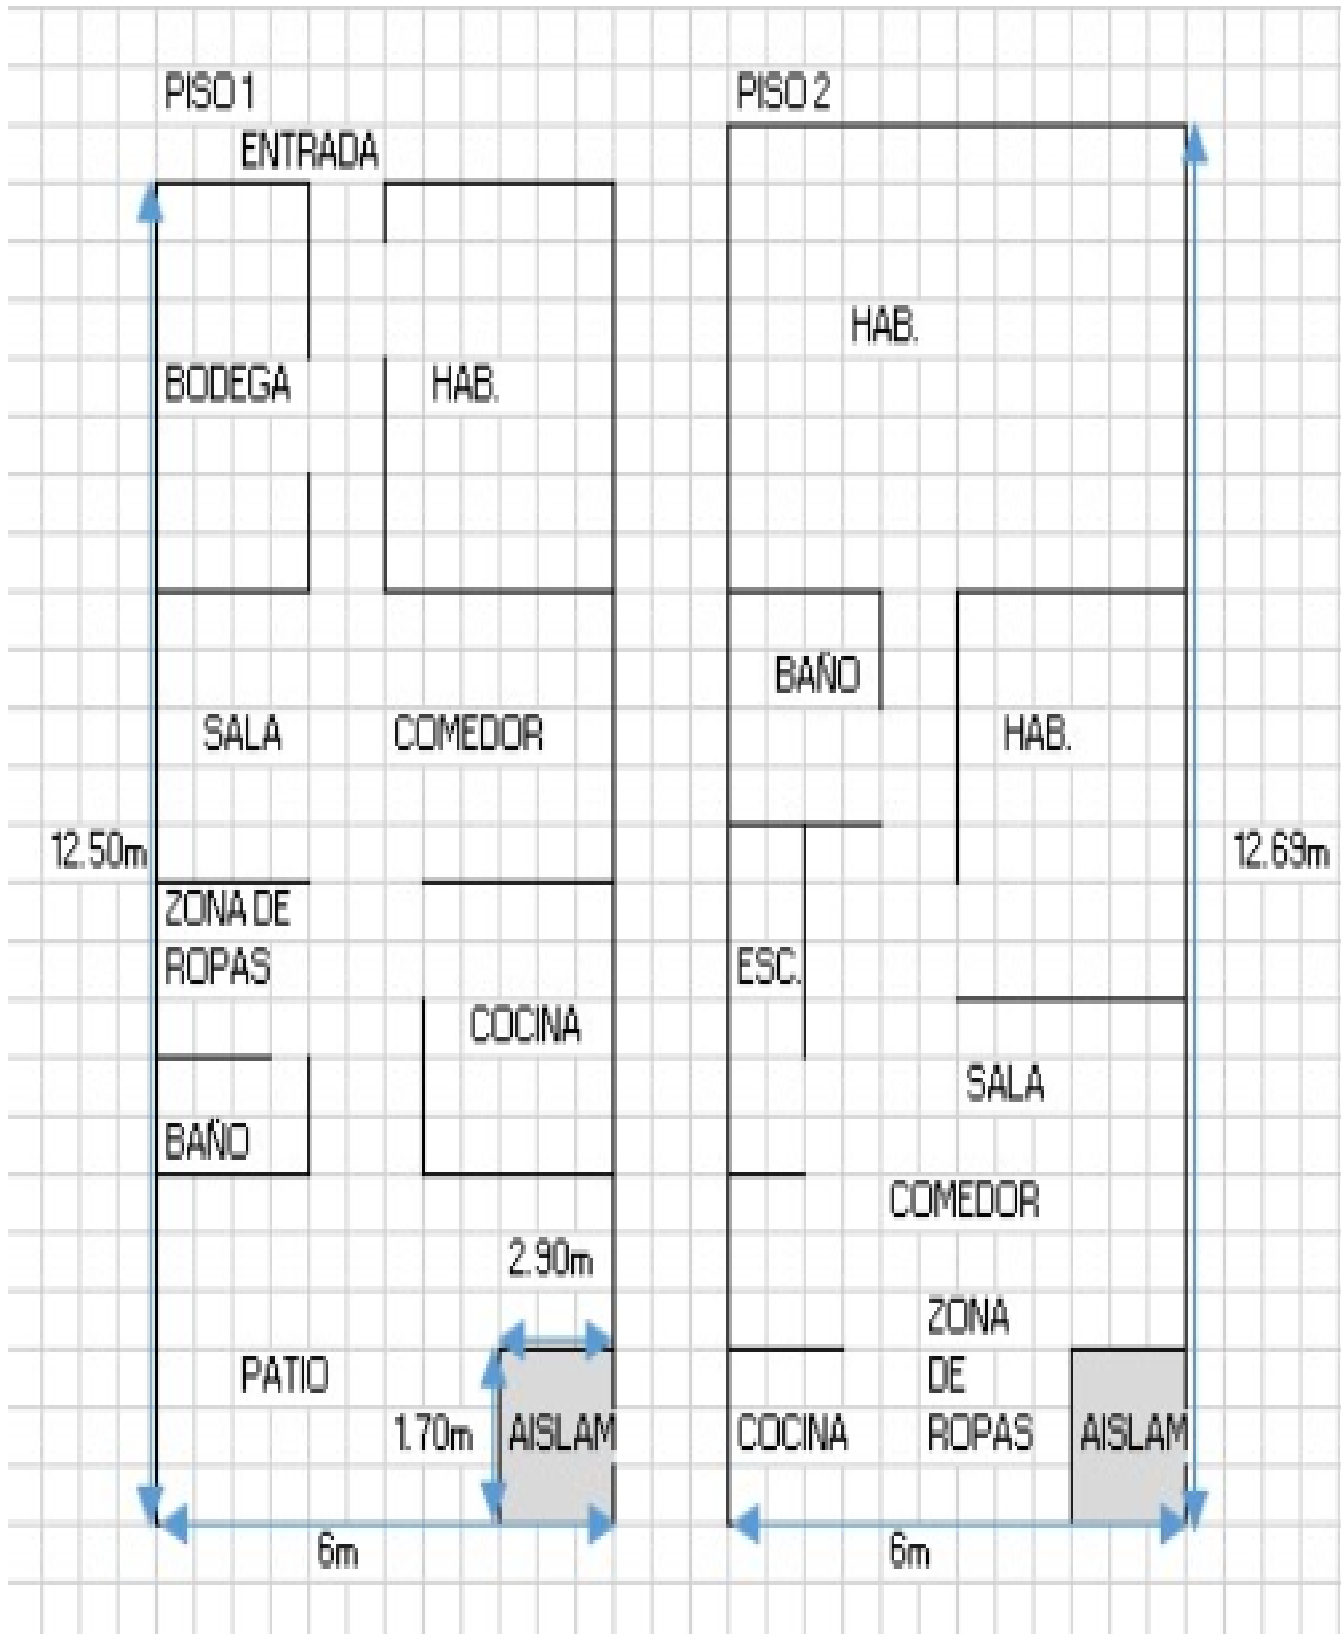 PISO 1
ENTRADA
BODEGA
HAB.
SALA
COMEDOR
12.50m
ZONA DE
ROPAS
COCINA
BAÑO
2.90m
PATIO
1.70m
AISLAM
6m
PISO 2
HAB.
BAÑO
HAB.
12.69m
ESC.
SALA
COMEDOR
ZONA
DE
ROPAS
COCINA
AISLAM
6m